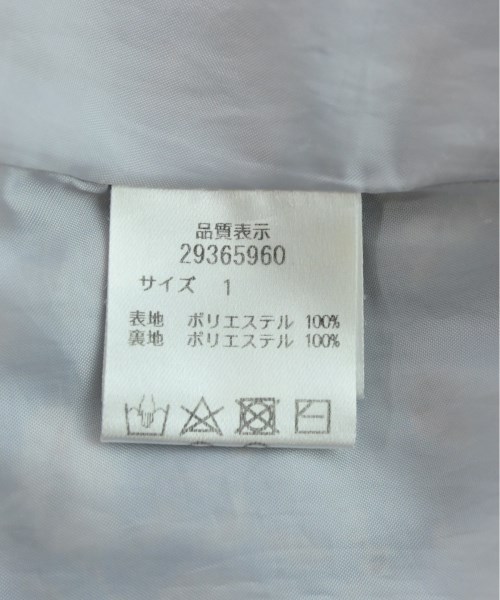 品質表示
29365960
サイズ 1
表地 ポリエステル 100%
裏地 ポリエステル 100%